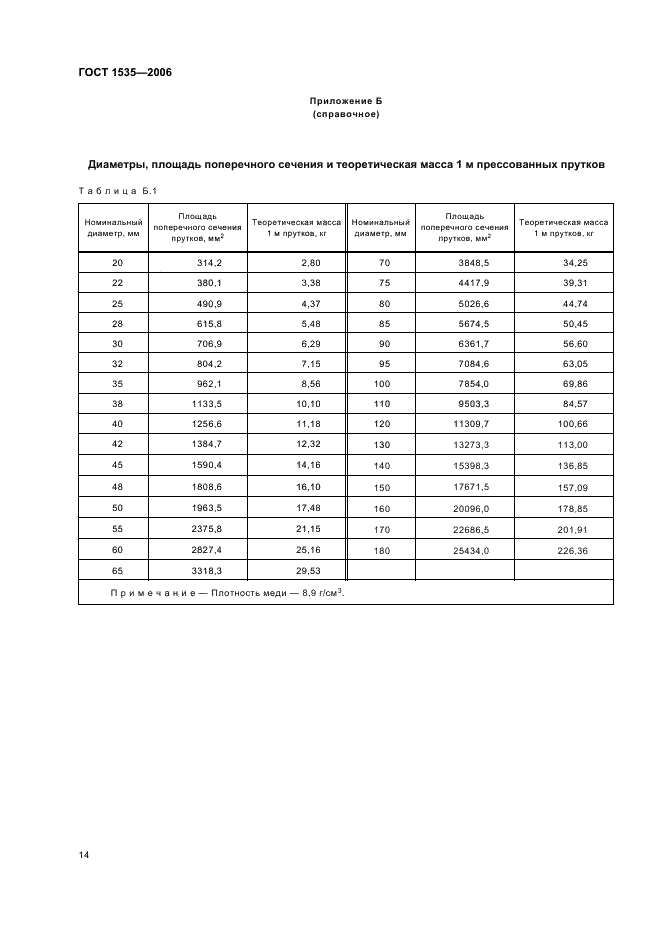 ГОСТ 1535—2006
Приложение Б
(справочное)
Диаметры, площадь поперечного сечения и теоретическая масса 1 м прессованных прутков
Таблица Б.1
Номинальный диаметр, мм Площадь поперечного сечения прутков, мм² Теоретическая масса 1 м прутков, кг Номинальный диаметр, мм Площадь поперечного сечения прутков, мм² Теоретическая масса 1 м прутков, кг
20 314,2 2,80 70 3848,5 34,25
22 380,1 3,38 75 4417,9 39,31
25 490,9 4,37 80 5026,6 44,74
28 615,8 5,48 85 5674,5 50,45
30 706,9 6,29 90 6361,7 56,60
32 804,2 7,15 95 7084,6 63,05
35 962,1 8,56 100 7854,0 69,86
38 1133,5 10,10 110 9503,3 84,57
40 1256,6 11,18 120 11309,7 100,66
42 1384,7 12,32 130 13273,3 113,00
45 1590,4 14,16 140 15398,3 136,85
48 1808,6 16,10 150 17671,5 157,09
50 1963,5 17,48 160 20096,0 178,85
55 2375,8 21,15 170 22686,5 201,91
60 2827,4 25,16 180 25434,0 226,36
65 3318,3 29,53
Примечание — Плотность меди — 8,9 г/см³.
14